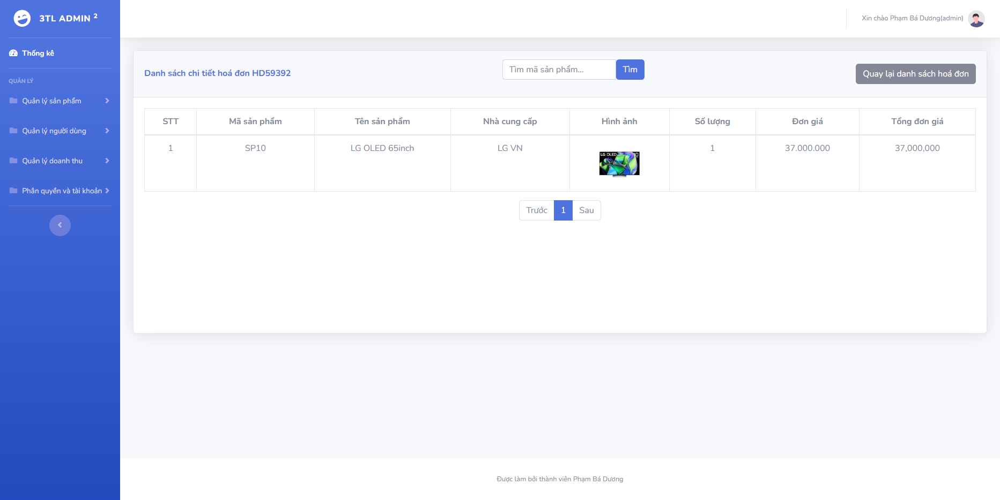 3TL ADMIN 2
Xin chào Phạm Bá Dương(admin)
Thống kê
QUẢN LÝ
Quản lý sản phẩm
Quản lý người dùng
Quản lý doanh thu
Phân quyền và tài khoản
Danh sách chi tiết hoá đơn HD59392
Tìm mã sản phẩm...
Tìm
Quay lại danh sách hoá đơn
STT Mã sản phẩm Tên sản phẩm Nhà cung cấp Hình ảnh Số lượng Đơn giá Tổng đơn giá
1 SP10 LG OLED 65inch LG VN 1 37.000.000 37,000,000
LG OLED
Trước 1 Sau
Được làm bởi thành viên Phạm Bá Dương